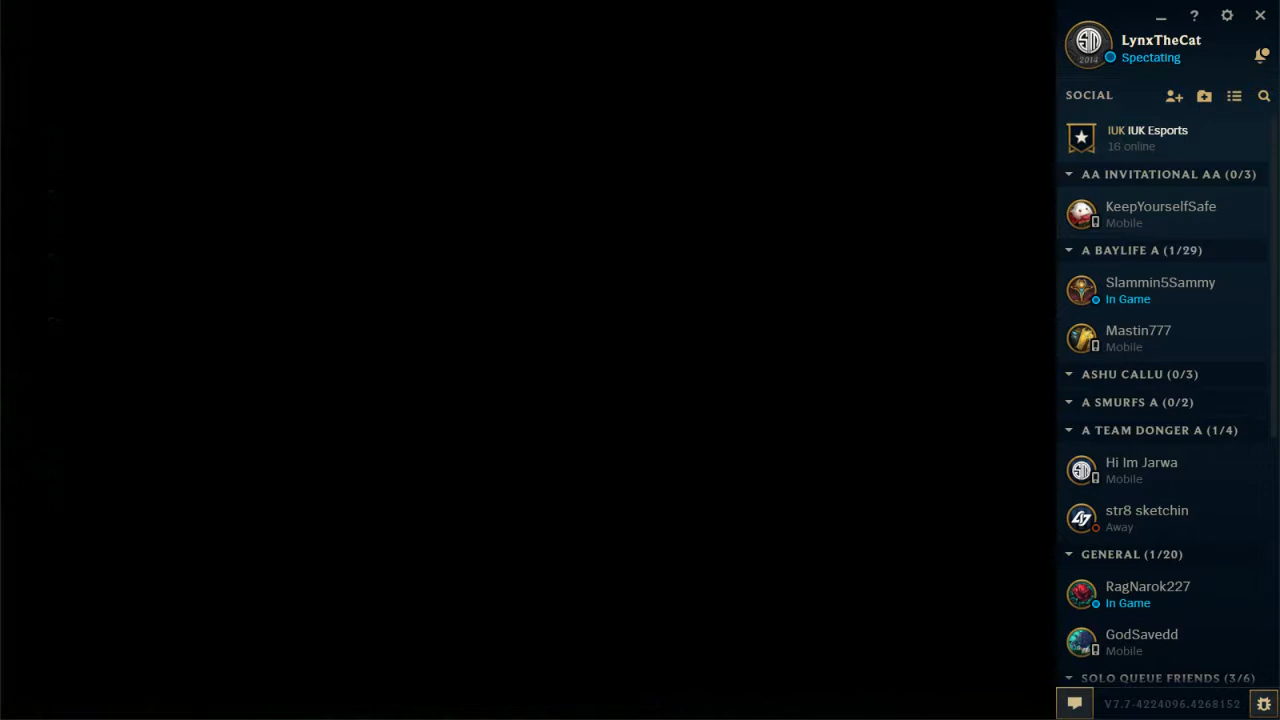 ?
LynxTheCat
2014
Spectating
SOCIAL
IUK IUK Esports
16 online
AA INVITATIONAL AA (0/3)
KeepYourselfSafe
Mobile
A BAYLIFE A (1/29)
Slammin5Sammy
In Game
Mastin777
Mobile
ASHU CALLU (0/3)
A SMURFS A (0/2)
A TEAM DONGER A (1/4)
Hi Im Jarwa
Mobile
str8 sketchin
Away
GENERAL (1/20)
RagNarok227
In Game
GodSavedd
Mobile
SOLO QUEUE FRIENDS (3/6)
V7.7-4224096.4268152